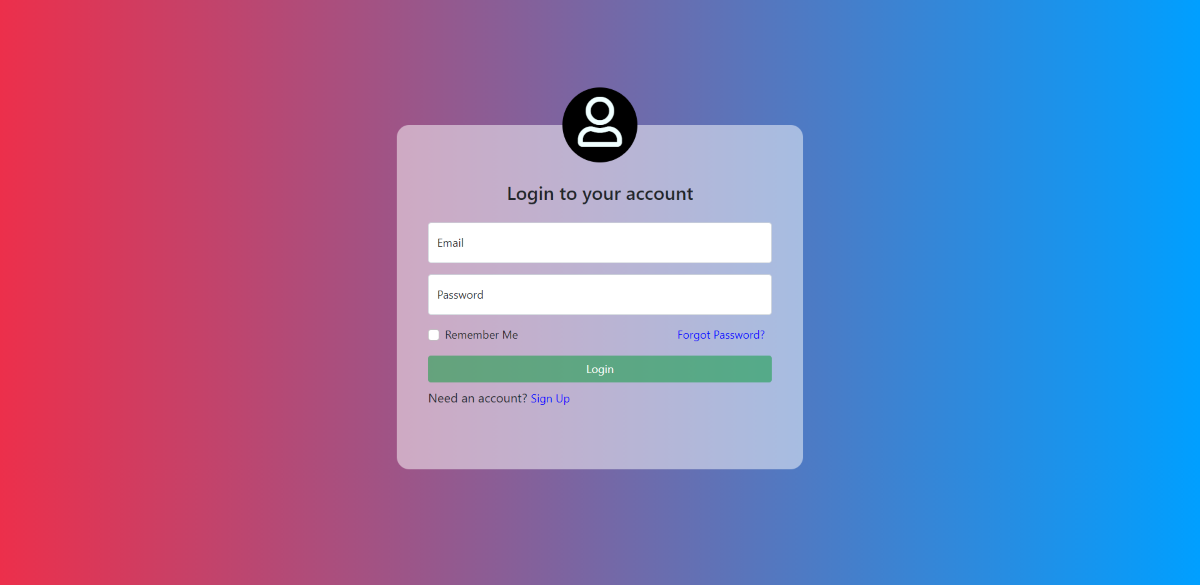 Login to your account
Email
Password
Remember Me Forgot Password?
Login
Need an account? Sign Up